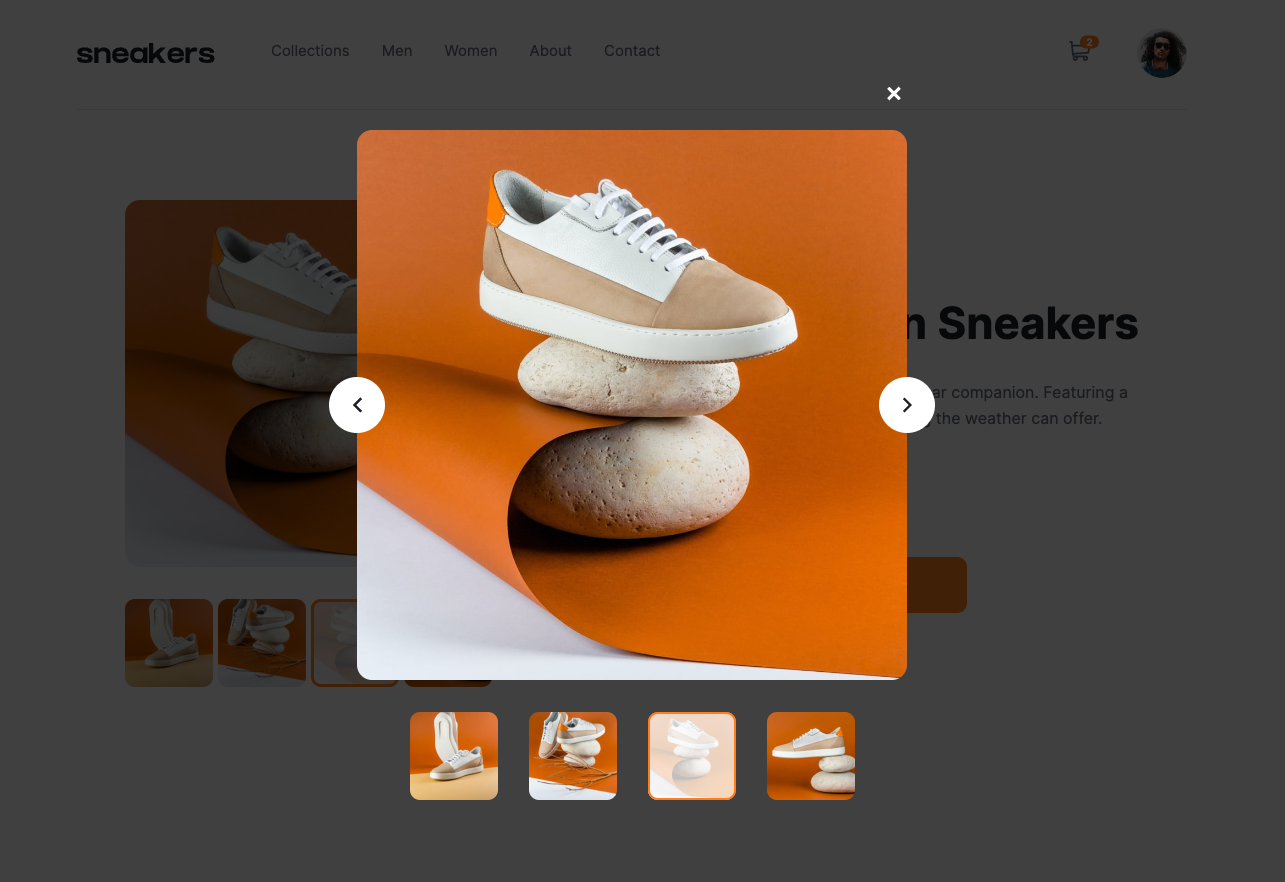 sneakers
Collections
Men
Women
About
Contact
2
n Sneakers
ar companion. Featuring a
the weather can offer.